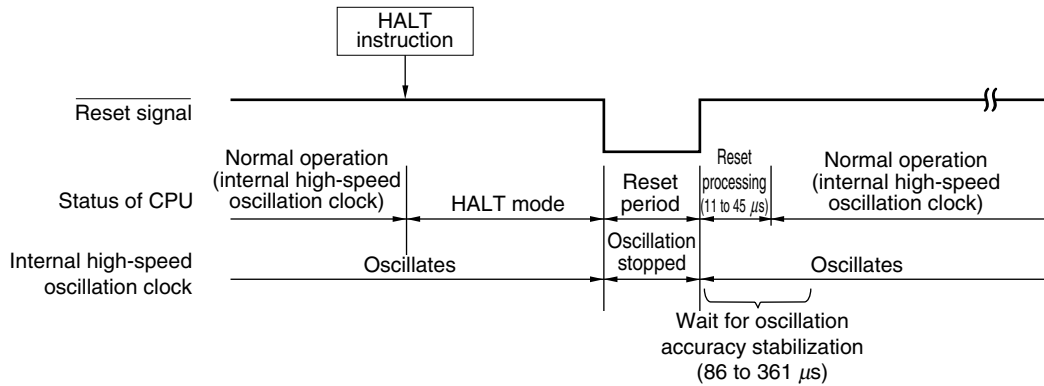 HALT
instruction
Reset signal
Normal operation
(internal high-speed
oscillation clock)
Status of CPU
HALT mode
Reset
period
Reset
processing
(11 to 45 μs)
Normal operation
(internal high-speed
oscillation clock)
Internal high-speed
oscillation clock
Oscillates
Oscillation
stopped
Oscillates
Wait for oscillation
accuracy stabilization
(86 to 361 μs)